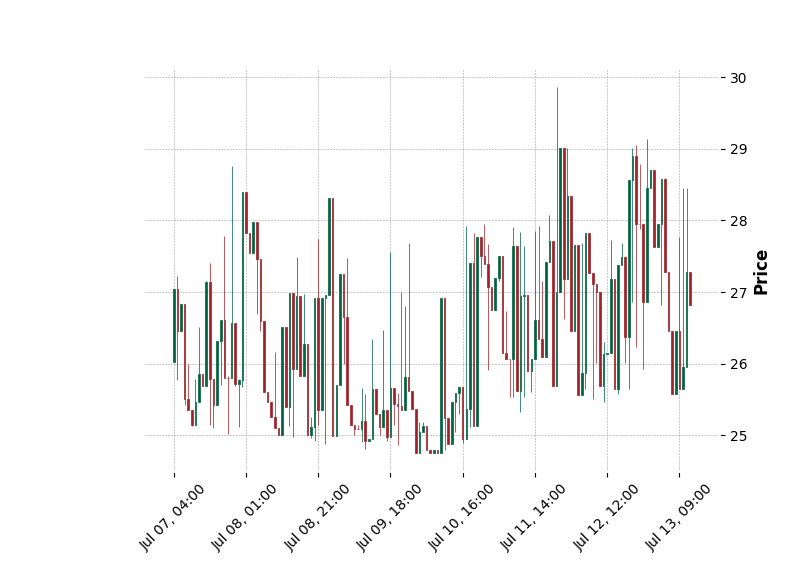 30
29
28
27
26
25
Price
Jul 07, 04:00
Jul 08, 01:00
Jul 08, 21:00
Jul 09, 18:00
Jul 10, 16:00
Jul 11, 14:00
Jul 12, 12:00
Jul 13, 09:00